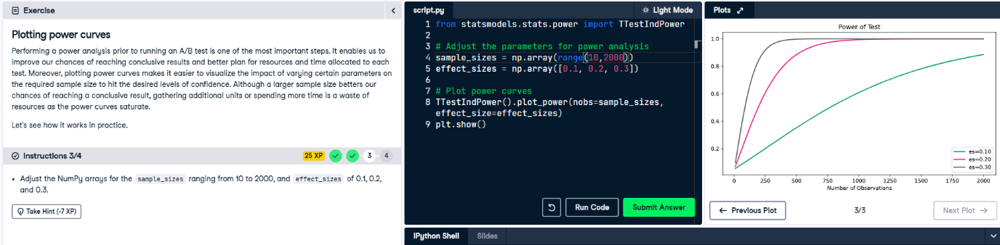 Exercise
Plotting power curves
Performing a power analysis prior to running an A/B test is one of the most important steps. It enables us to
improve our chances of reaching conclusive results and better plan for resources and time allocated to each
test. Moreover, plotting power curves makes it easier to visualize the impact of varying certain parameters on
the required sample size to hit the desired levels of confidence. Although a larger sample size betters our
chances of reaching a conclusive result, gathering additional units or spending more time is a waste of
resources as the power curves saturate.
Let's see how it works in practice.
Instructions 3/4
25 XP
3
4
• Adjust the NumPy arrays for the sample_sizes ranging from 10 to 2000, and effect_sizes of 0.1, 0.2,
and 0.3.
Take Hint (-7 XP)
script.py
Light Mode
1 from statsmodels.stats.power import TTestIndPower
2
3 # Adjust the parameters for power analysis
4 sample_sizes = np.array(range(10,2000))
5 effect_sizes = np.array([0.1, 0.2, 0.3])
6
7 # Plot power curves
8 TTestIndPower().plot_power(nobs=sample_sizes,
effect_size=effect_sizes)
9 plt.show()
Run Code
Submit Answer
IPython Shell
Slides
Plots
Power of Test
1.0
0.8
0.6
0.4
0.2
es=0.10
es=0.20
es=0.30
0 250 500 750 1000 1250 1500 1750 2000
Number of Observations
← Previous Plot
3/3
Next Plot →